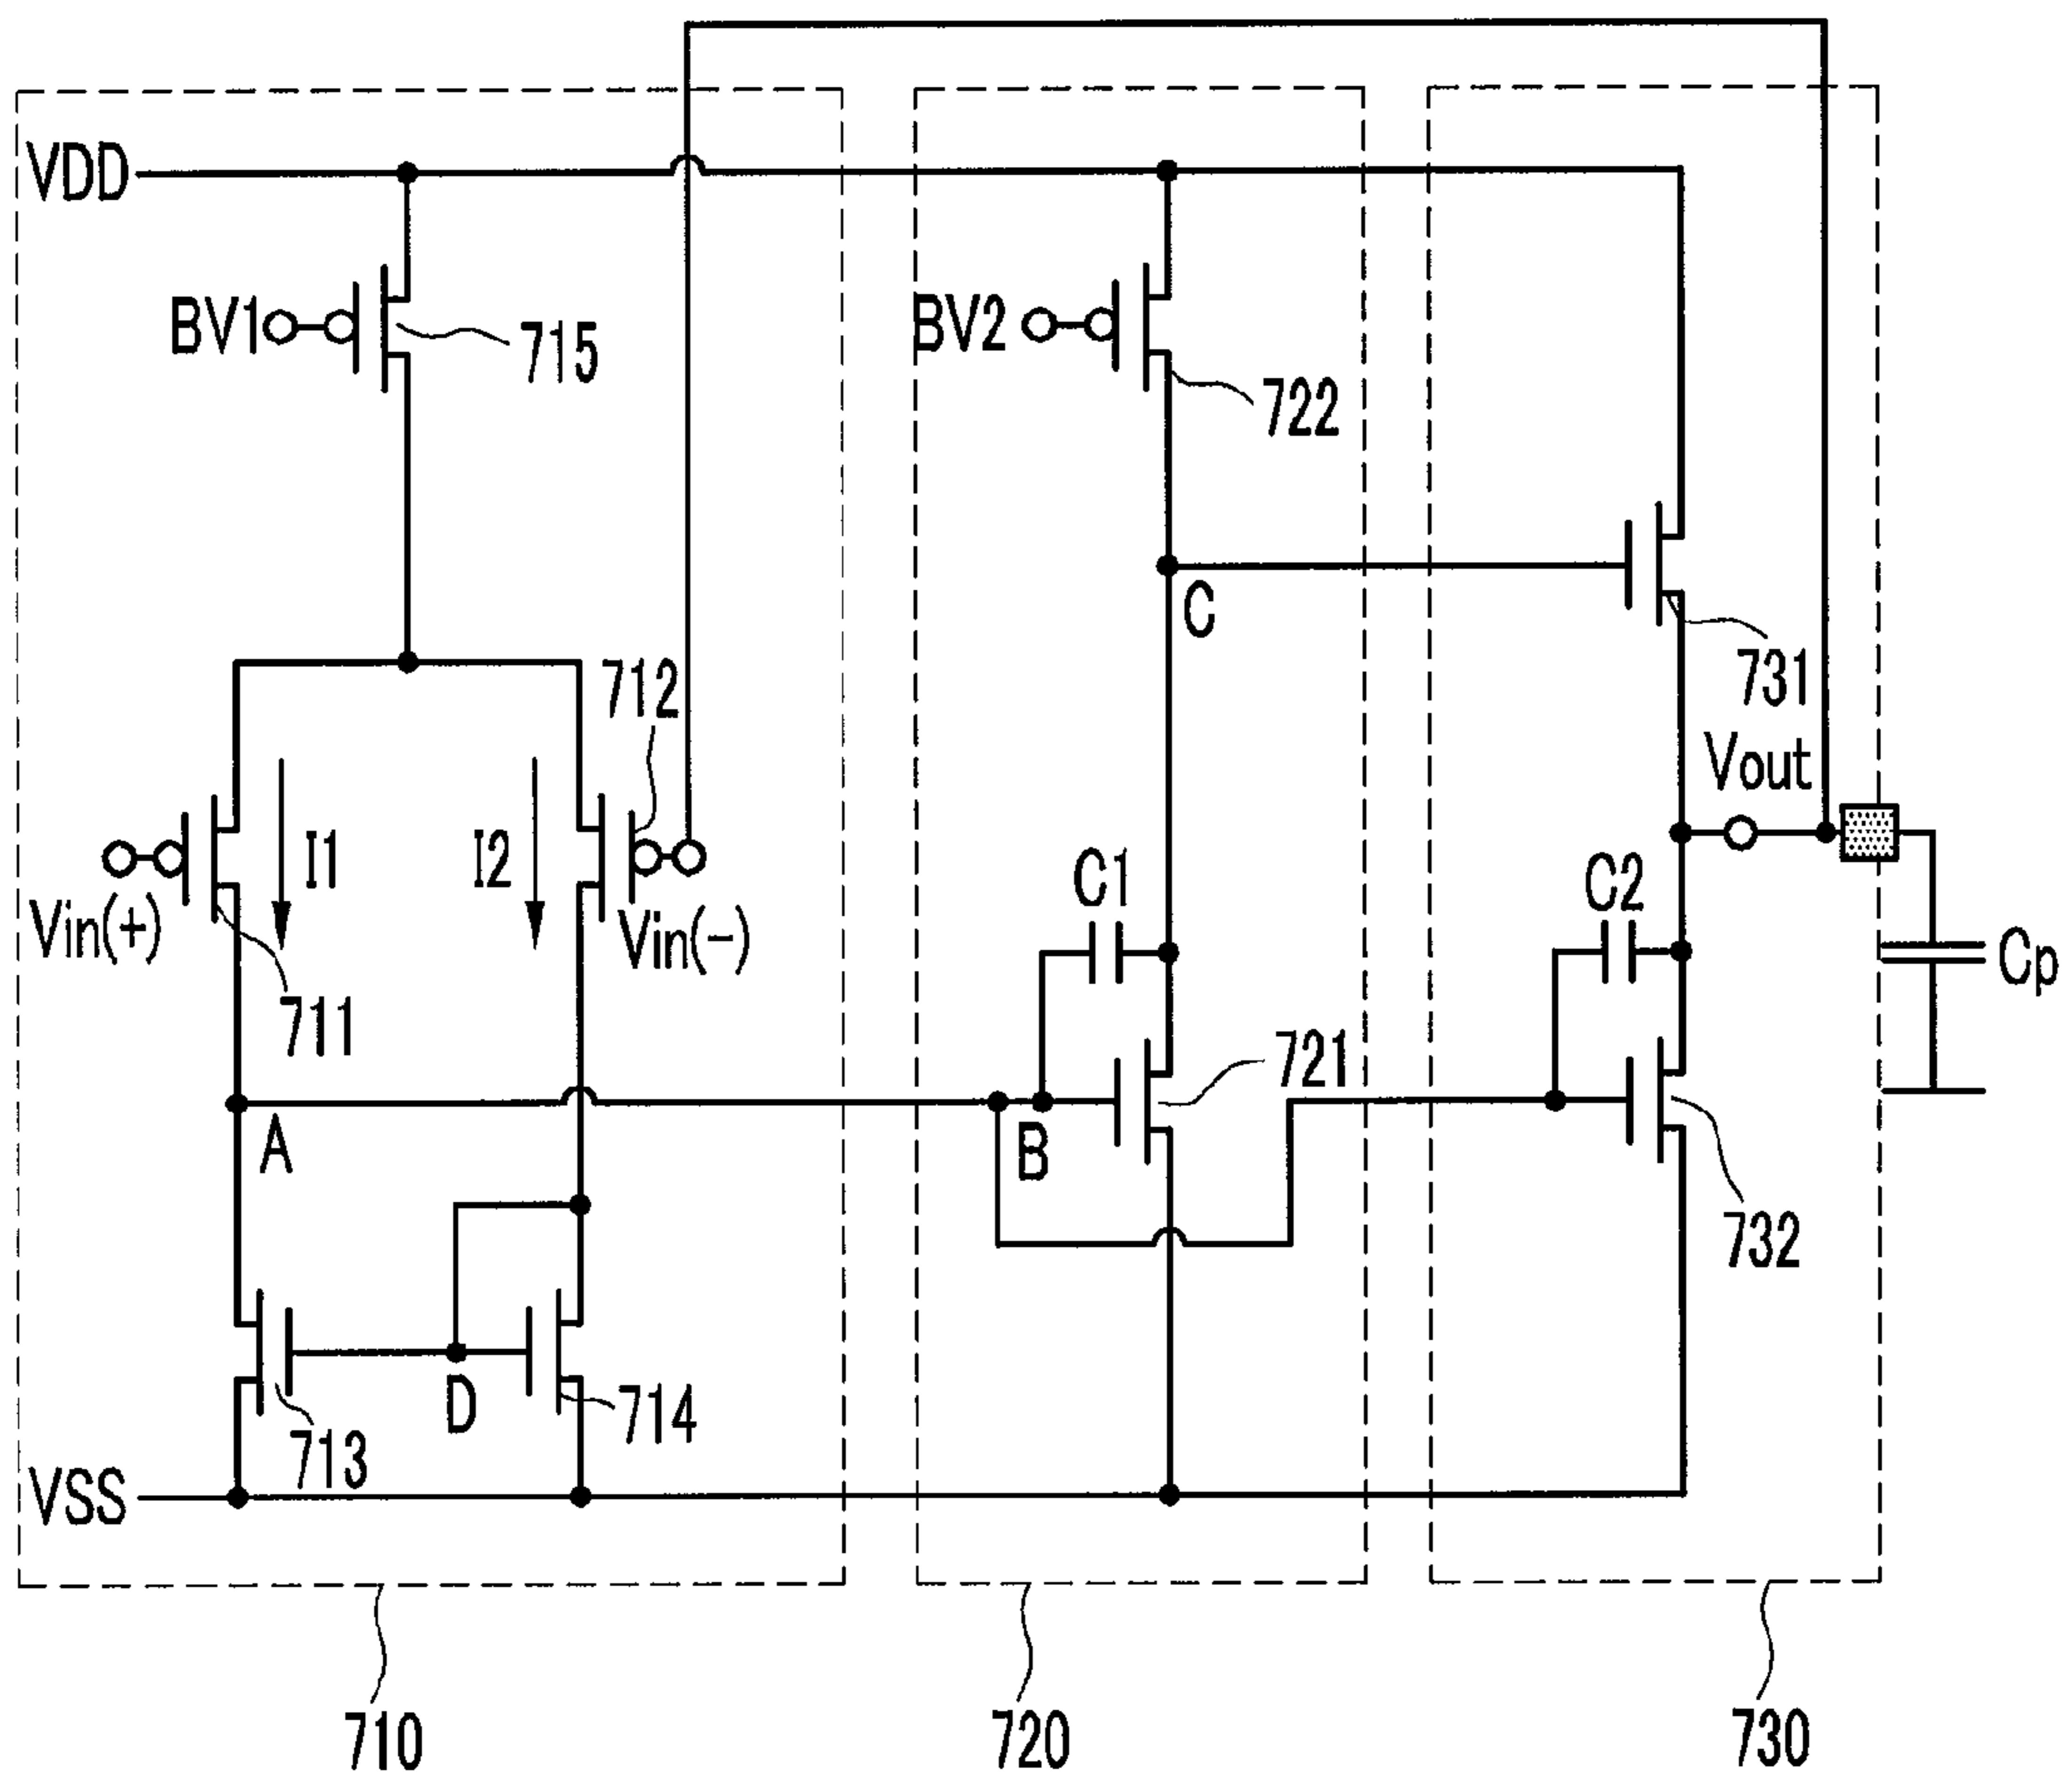 VDD
BV1
715
BV2
722
C
731
712
Vout
I1
I2
C1
C2
Vin(+)
Vin(-)
Cp
711
721
A
B
732
D
714
713
VSS
710
720
730